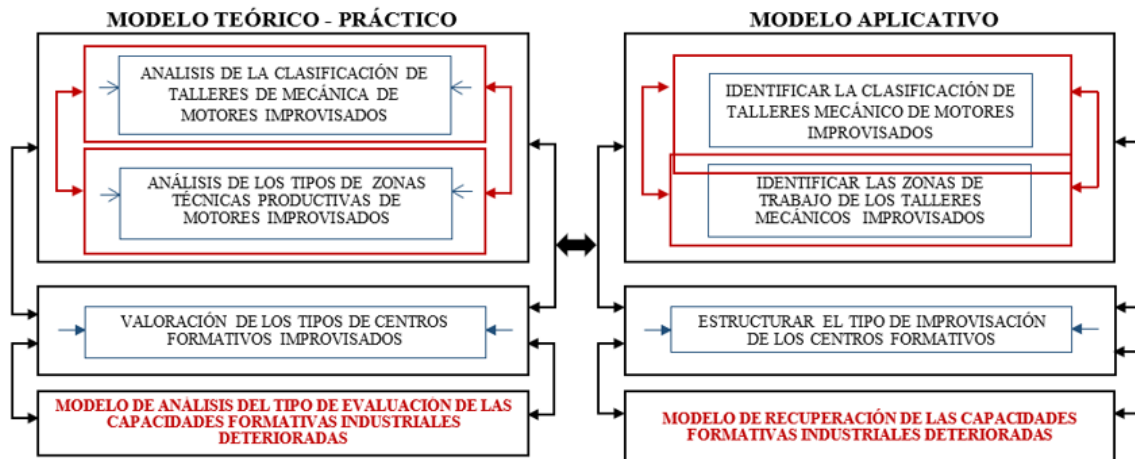 MODELO TEÓRICO - PRÁCTICO
ANALISIS DE LA CLASIFICACIÓN DE
TALLERES DE MECÁNICA DE
MOTORES IMPROVISADOS
ANÁLISIS DE LOS TIPOS DE ZONAS
TÉCNICAS PRODUCTIVAS DE
MOTORES IMPROVISADOS
VALORACIÓN DE LOS TIPOS DE CENTROS
FORMATIVOS IMPROVISADOS
MODELO DE ANÁLISIS DEL TIPO DE EVALUACIÓN DE LAS
CAPACIDADES FORMATIVAS INDUSTRIALES
DETERIORADAS
MODELO APLICATIVO
IDENTIFICAR LA CLASIFICACIÓN DE
TALLERES MECÁNICO DE MOTORES
IMPROVISADOS
IDENTIFICAR LAS ZONAS DE
TRABAJO DE LOS TALLERES
MECÁNICOS IMPROVISADOS
ESTRUCTURAR EL TIPO DE IMPROVISACIÓN
DE LOS CENTROS FORMATIVOS
MODELO DE RECUPERACIÓN DE LAS CAPACIDADES
FORMATIVAS INDUSTRIALES DETERIORADAS